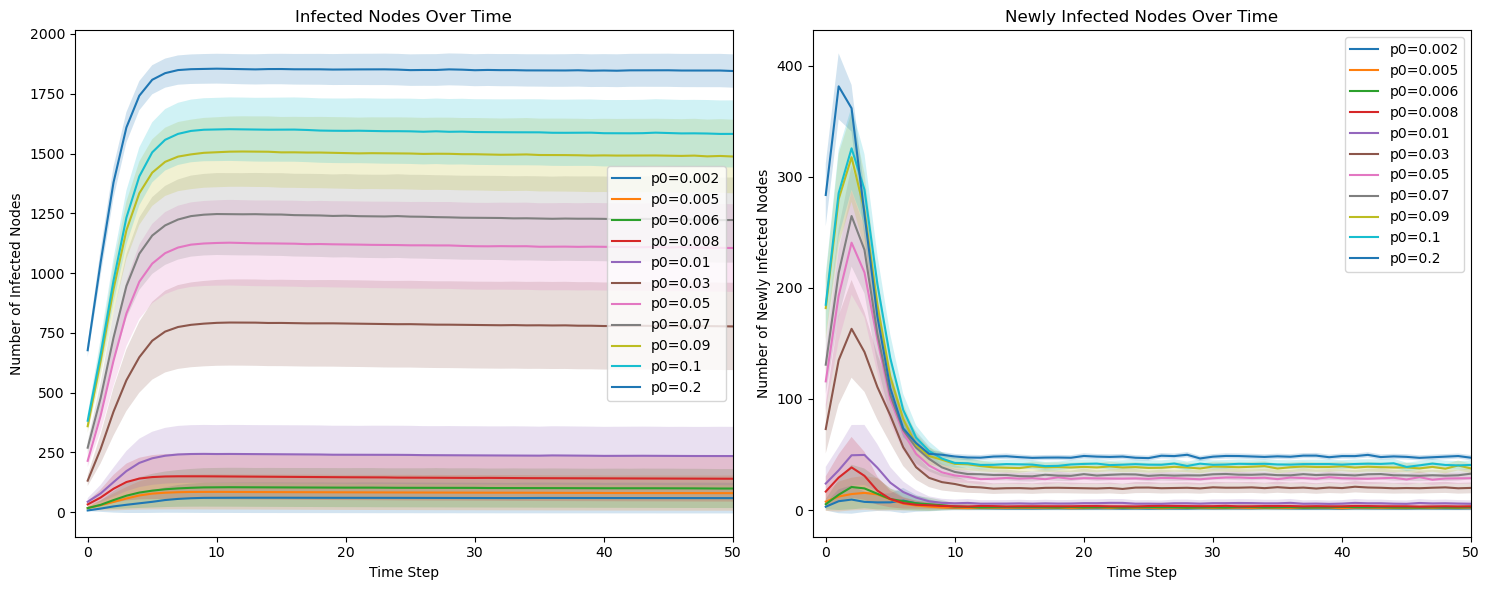 Infected Nodes Over Time
Number of Infected Nodes
2000
1750
1500
1250
1000
750
500
250
0
0
10
20
30
40
50
Time Step
p0=0.002
p0=0.005
p0=0.006
p0=0.008
p0=0.01
p0=0.03
p0=0.05
p0=0.07
p0=0.09
p0=0.1
p0=0.2
Newly Infected Nodes Over Time
Number of Newly Infected Nodes
400
300
200
100
0
0
10
20
30
40
50
Time Step
p0=0.002
p0=0.005
p0=0.006
p0=0.008
p0=0.01
p0=0.03
p0=0.05
p0=0.07
p0=0.09
p0=0.1
p0=0.2